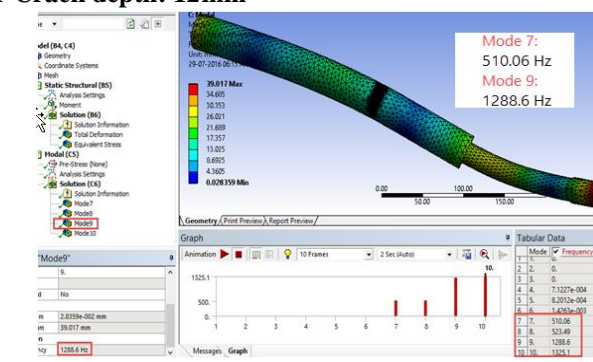 Crack depth: 12mm
del (B4, C4)
Geometry
Coordinate Systems
Mesh
Static Structural (B5)
Analysis Settings
Moment
Solution (B6)
Solution Information
Total Deformation
Equivalent Stress
Modal (C5)
Pre-Stress (None)
Analysis Settings
Solution (C6)
Solution Information
Mode7
Mode8
Mode9
Mode10
29-07-2016 06:15
39.017 Max
34.685
30.353
26.021
21.689
17.357
13.025
8.6925
4.3605
0.028359 Min
Mode 7:
510.06 Hz
Mode 9:
1288.6 Hz
0.00
100.00
50.00
150.00
Geometry / Print Preview / Report Preview /
"Mode9"
9.
No
2.8359e-002 mm
39.017 mm
1288.6 Hz
Graph
Animation
10 Frames
2 Sec (Auto)
10.
1325.1
500.
0.
1 2 3 4 5 6 7 8 9 10
Messages Graph
Tabular Data
Mode Frequency
1 1. 0.
2 2. 0.
3 3. 0.
4 4. 7.1227e-004
5 5. 8.2012e-004
6 6. 1.4263e-003
7 7. 510.06
8 8. 523.49
9 9. 1288.6
10 10. 1325.1